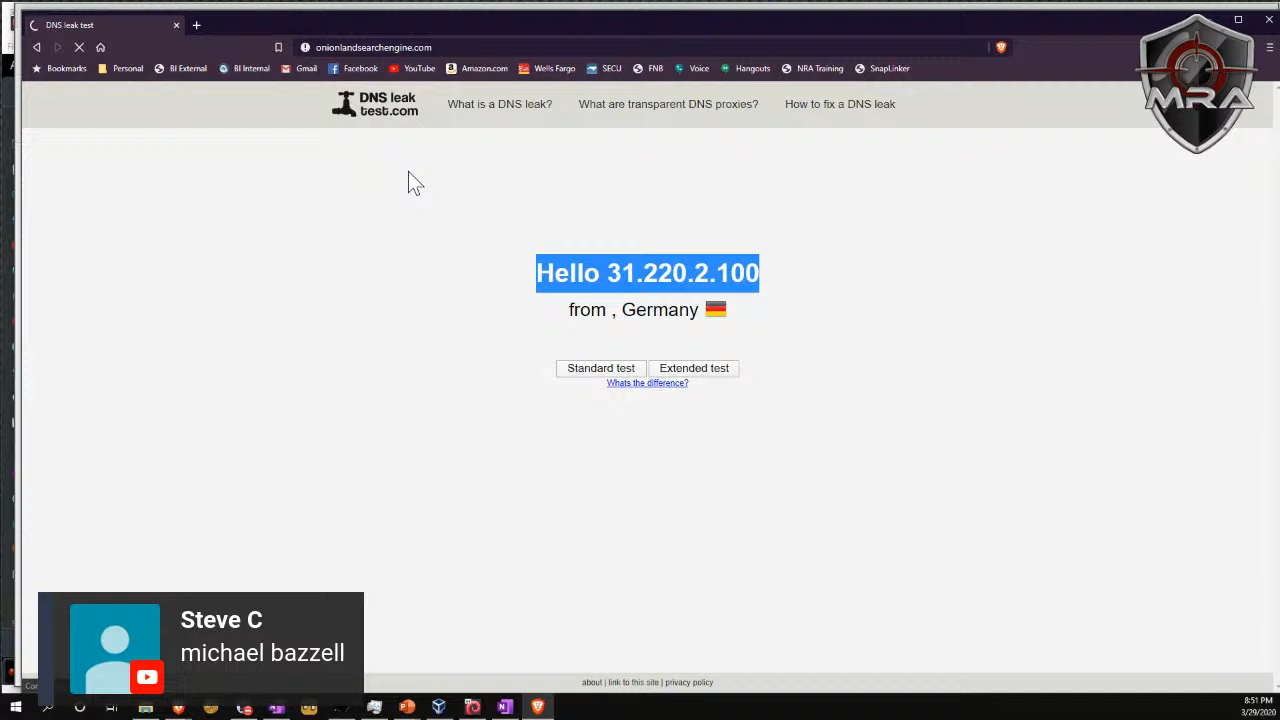 DNS leak test
onionlandsearchengine.com
Bookmarks Personal BI External BI Internal Gmail Facebook YouTube Amazon.com Wells Fargo SECU FNB Voice Hangouts NRA Training SnapLinker
MRA
DNS leak
test.com
What is a DNS leak? What are transparent DNS proxies? How to fix a DNS leak
Hello 31.220.2.100
from , Germany
Standard test Extended test
Whats the difference?
Steve C
michael bazzell
about | link to this site | privacy policy
8:51 PM
3/29/2020